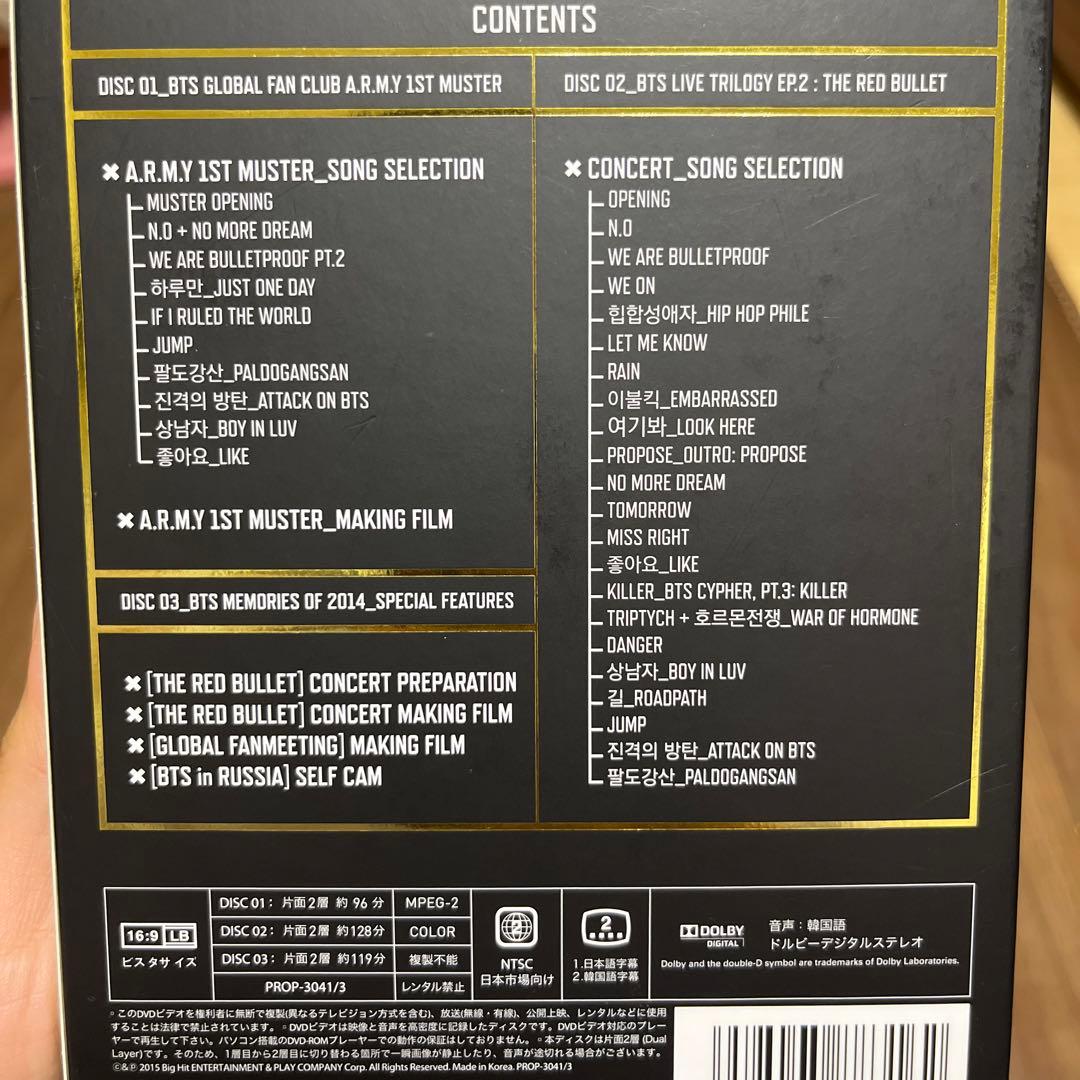 CONTENTS
DISC 01_BTS GLOBAL FAN CLUB A.R.M.Y 1ST MUSTER
✖ A.R.M.Y 1ST MUSTER_SONG SELECTION
MUSTER OPENING
N.O + NO MORE DREAM
WE ARE BULLETPROOF PT.2
하루만_JUST ONE DAY
IF I RULED THE WORLD
JUMP
팔도강산_PALDOGANGSAN
진격의 방탄_ATTACK ON BTS
상남자_BOY IN LUV
좋아요_LIKE
✖ A.R.M.Y 1ST MUSTER_MAKING FILM
DISC 03_BTS MEMORIES OF 2014_SPECIAL FEATURES
✖ [THE RED BULLET] CONCERT PREPARATION
✖ [THE RED BULLET] CONCERT MAKING FILM
✖ [GLOBAL FANMEETING] MAKING FILM
✖ [BTS in RUSSIA] SELF CAM
DISC 02_BTS LIVE TRILOGY EP.2 : THE RED BULLET
✖ CONCERT_SONG SELECTION
OPENING
N.O
WE ARE BULLETPROOF
WE ON
힙합성애자_HIP HOP PHILE
LET ME KNOW
RAIN
이불킥_EMBARRASSED
여기봐_LOOK HERE
PROPOSE_OUTRO: PROPOSE
NO MORE DREAM
TOMORROW
MISS RIGHT
좋아요_LIKE
KILLER_BTS CYPHER, PT.3: KILLER
TRIPTYCH + 호르몬전쟁_WAR OF HORMONE
DANGER
상남자_BOY IN LUV
길_ROADPATH
JUMP
진격의 방탄_ATTACK ON BTS
팔도강산_PALDOGANGSAN
16:9 LB
ビスタサイズ
DISC 01 : 片面2層 約 96 分
DISC 02 : 片面2層 約128分
DISC 03 : 片面2層 約119分
PROP-3041/3
MPEG-2
COLOR
複製不能
レンタル禁止
2
NTSC
日本市場向け
2
1.日本語字幕
2.韓国語字幕
DOLBY
DIGITAL
音声 : 韓国語
ドルビーデジタルステレオ
Dolby and the double-D symbol are trademarks of Dolby Laboratories.
▫このDVDビデオを権利者に無断で複製(異なるテレビジョン方式を含む)、放送(無線・有線)、公開上映、レンタルなどに使用
することは法律で禁止されています。▫DVDビデオは映像と音声を高密度に記録したディスクです。DVDビデオ対応のプレー
ヤーで再生して下さい。パソコン搭載のDVD-ROMプレーヤーでの動作の保証はしておりません。▫本ディスクは片面2層 (Dual
Layer)です。そのため、1層目から2層目に切り替わる箇所で一瞬画像が静止したり、音声が途切れる場合がございます。
©&℗ 2015 Big Hit ENTERTAINMENT & PLAY COMPANY Corp. All Rights Reserved. Made in Korea. PROP-3041/3